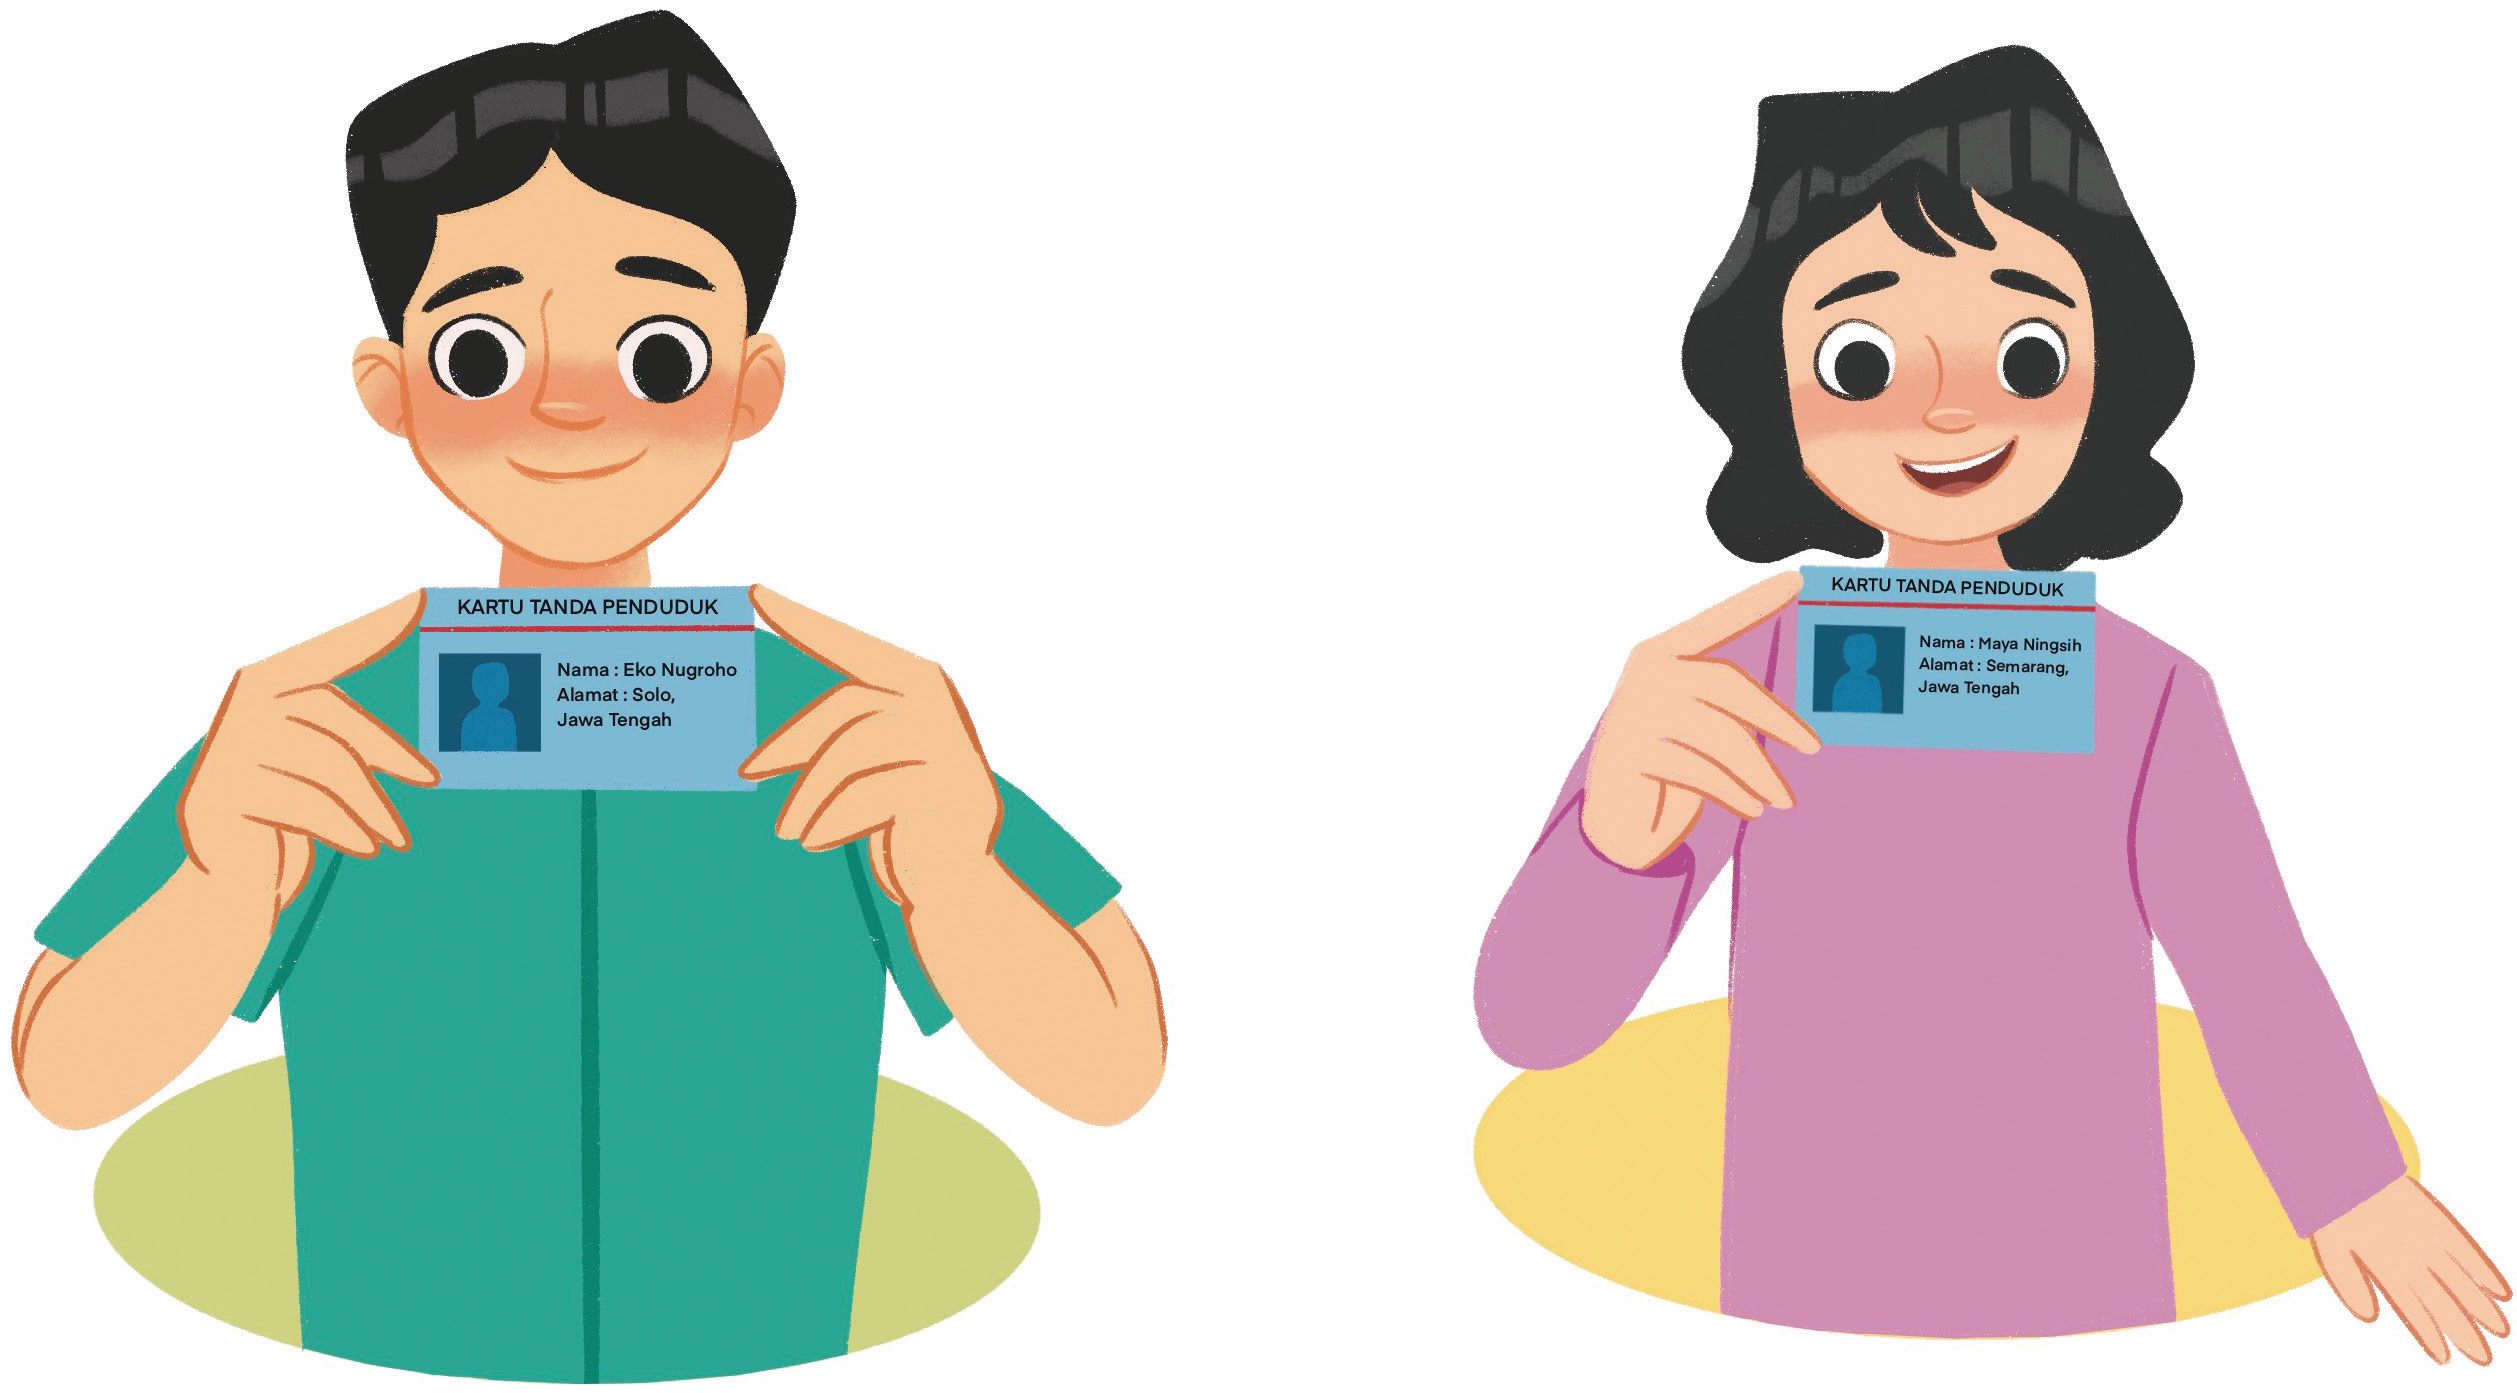 KARTU TANDA PENDUDUK
Nama : Eko Nugroho
Alamat : Solo,
Jawa Tengah
KARTU TANDA PENDUDUK
Nama : Maya Ningsih
Alamat : Semarang,
Jawa Tengah